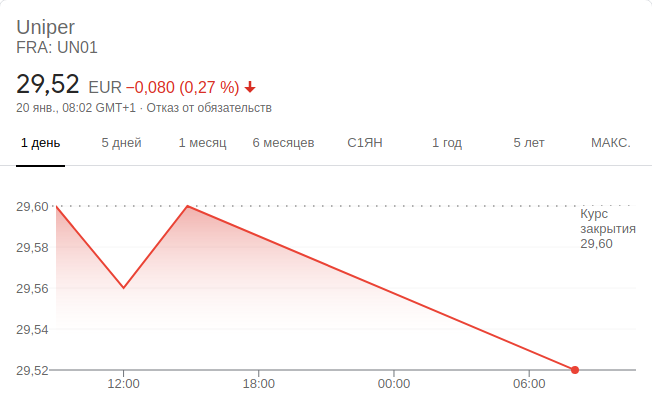 Uniper
FRA: UN01
29,52 EUR −0,080 (0,27 %)
20 янв., 08:02 GMT+1 · Отказ от обязательств
1 день 5 дней 1 месяц 6 месяцев С1ЯН 1 год 5 лет МАКС.
29,60
Курс
закрытия
29,60
29,58
29,56
29,54
29,52
12:00 18:00 00:00 06:00